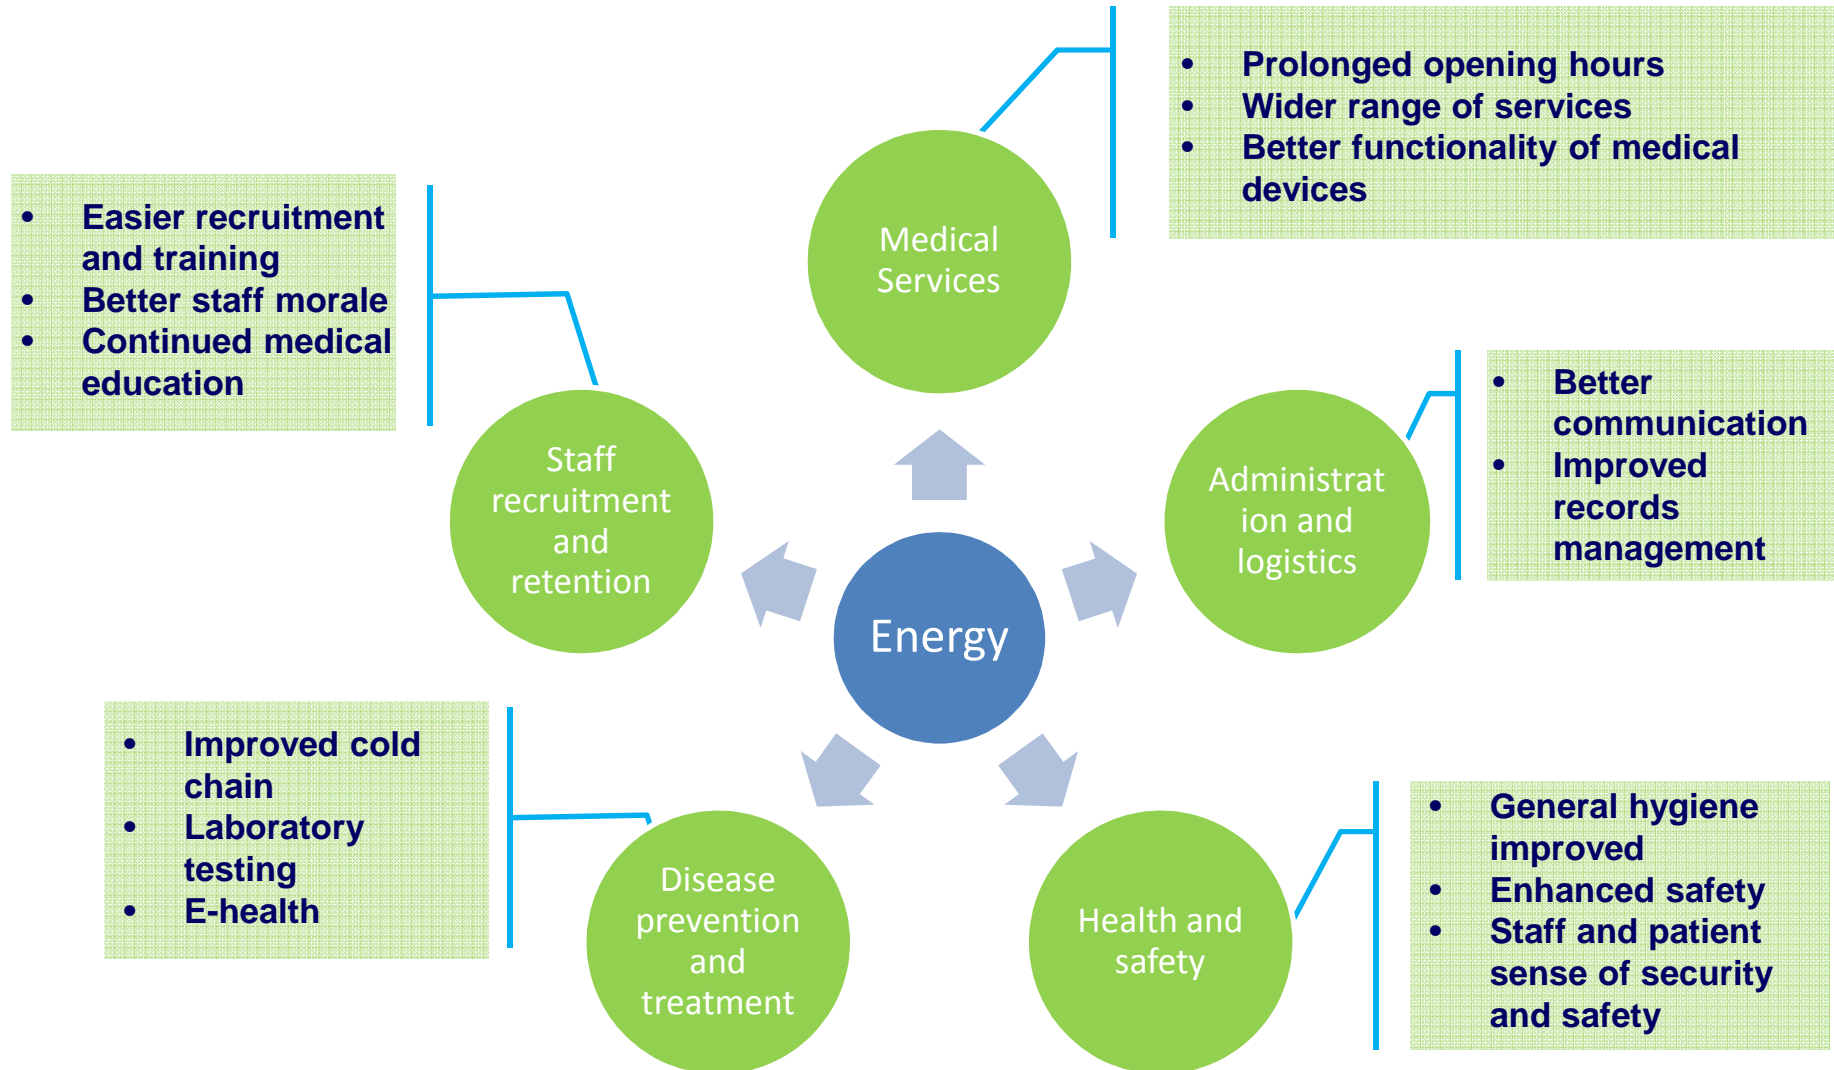 • Prolonged opening hours
• Wider range of services
• Better functionality of medical
devices
Medical
Services
• Easier recruitment
and training
• Better staff morale
• Continued medical
education
Staff
recruitment
and
retention
• Better
communication
• Improved
records
management
Administrat
ion and
logistics
Energy
• Improved cold
chain
• Laboratory
testing
• E-health
Disease
prevention
and
treatment
Health and
safety
• General hygiene
improved
• Enhanced safety
• Staff and patient
sense of security
and safety